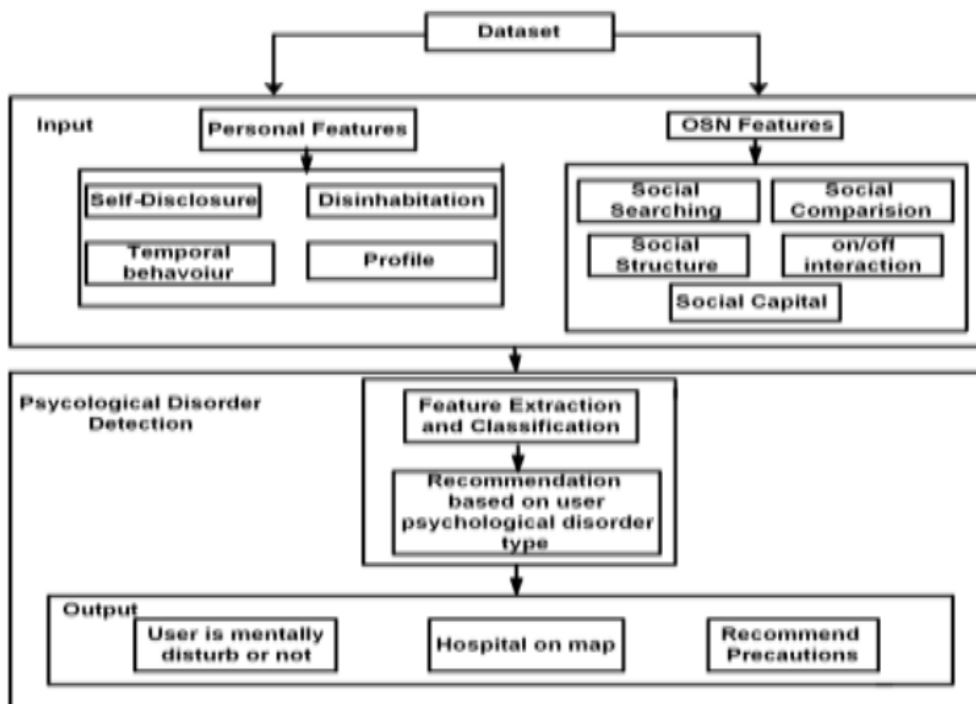 Dataset
Input
Personal Features
OSN Features
Self-Disclosure
Disinhabitation
Temporal
behavoiur
Profile
Social
Searching
Social
Comparision
Social
Structure
on/off
interaction
Social Capital
Psycological Disorder
Detection
Feature Extraction
and Classification
Recommendation
based on user
psychological disorder
type
Output
User is mentally
disturb or not
Hospital on map
Recommend
Precautions